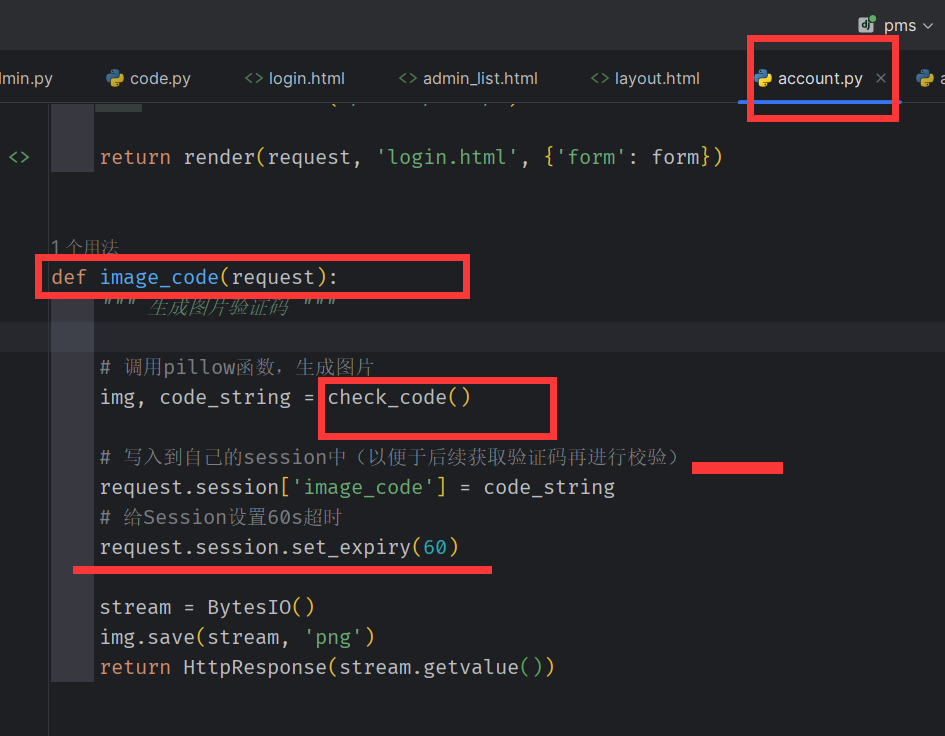 pms
min.py
code.py
login.html
admin_list.html
layout.html
account.py
return render(request, 'login.html', {'form': form})
1 个用法
def image_code(request):
""" 生成图片验证码 """
# 调用pillow函数，生成图片
img, code_string = check_code()
# 写入到自己的session中（以便于后续获取验证码再进行校验）
request.session['image_code'] = code_string
# 给Session设置60s超时
request.session.set_expiry(60)
stream = BytesIO()
img.save(stream, 'png')
return HttpResponse(stream.getvalue())